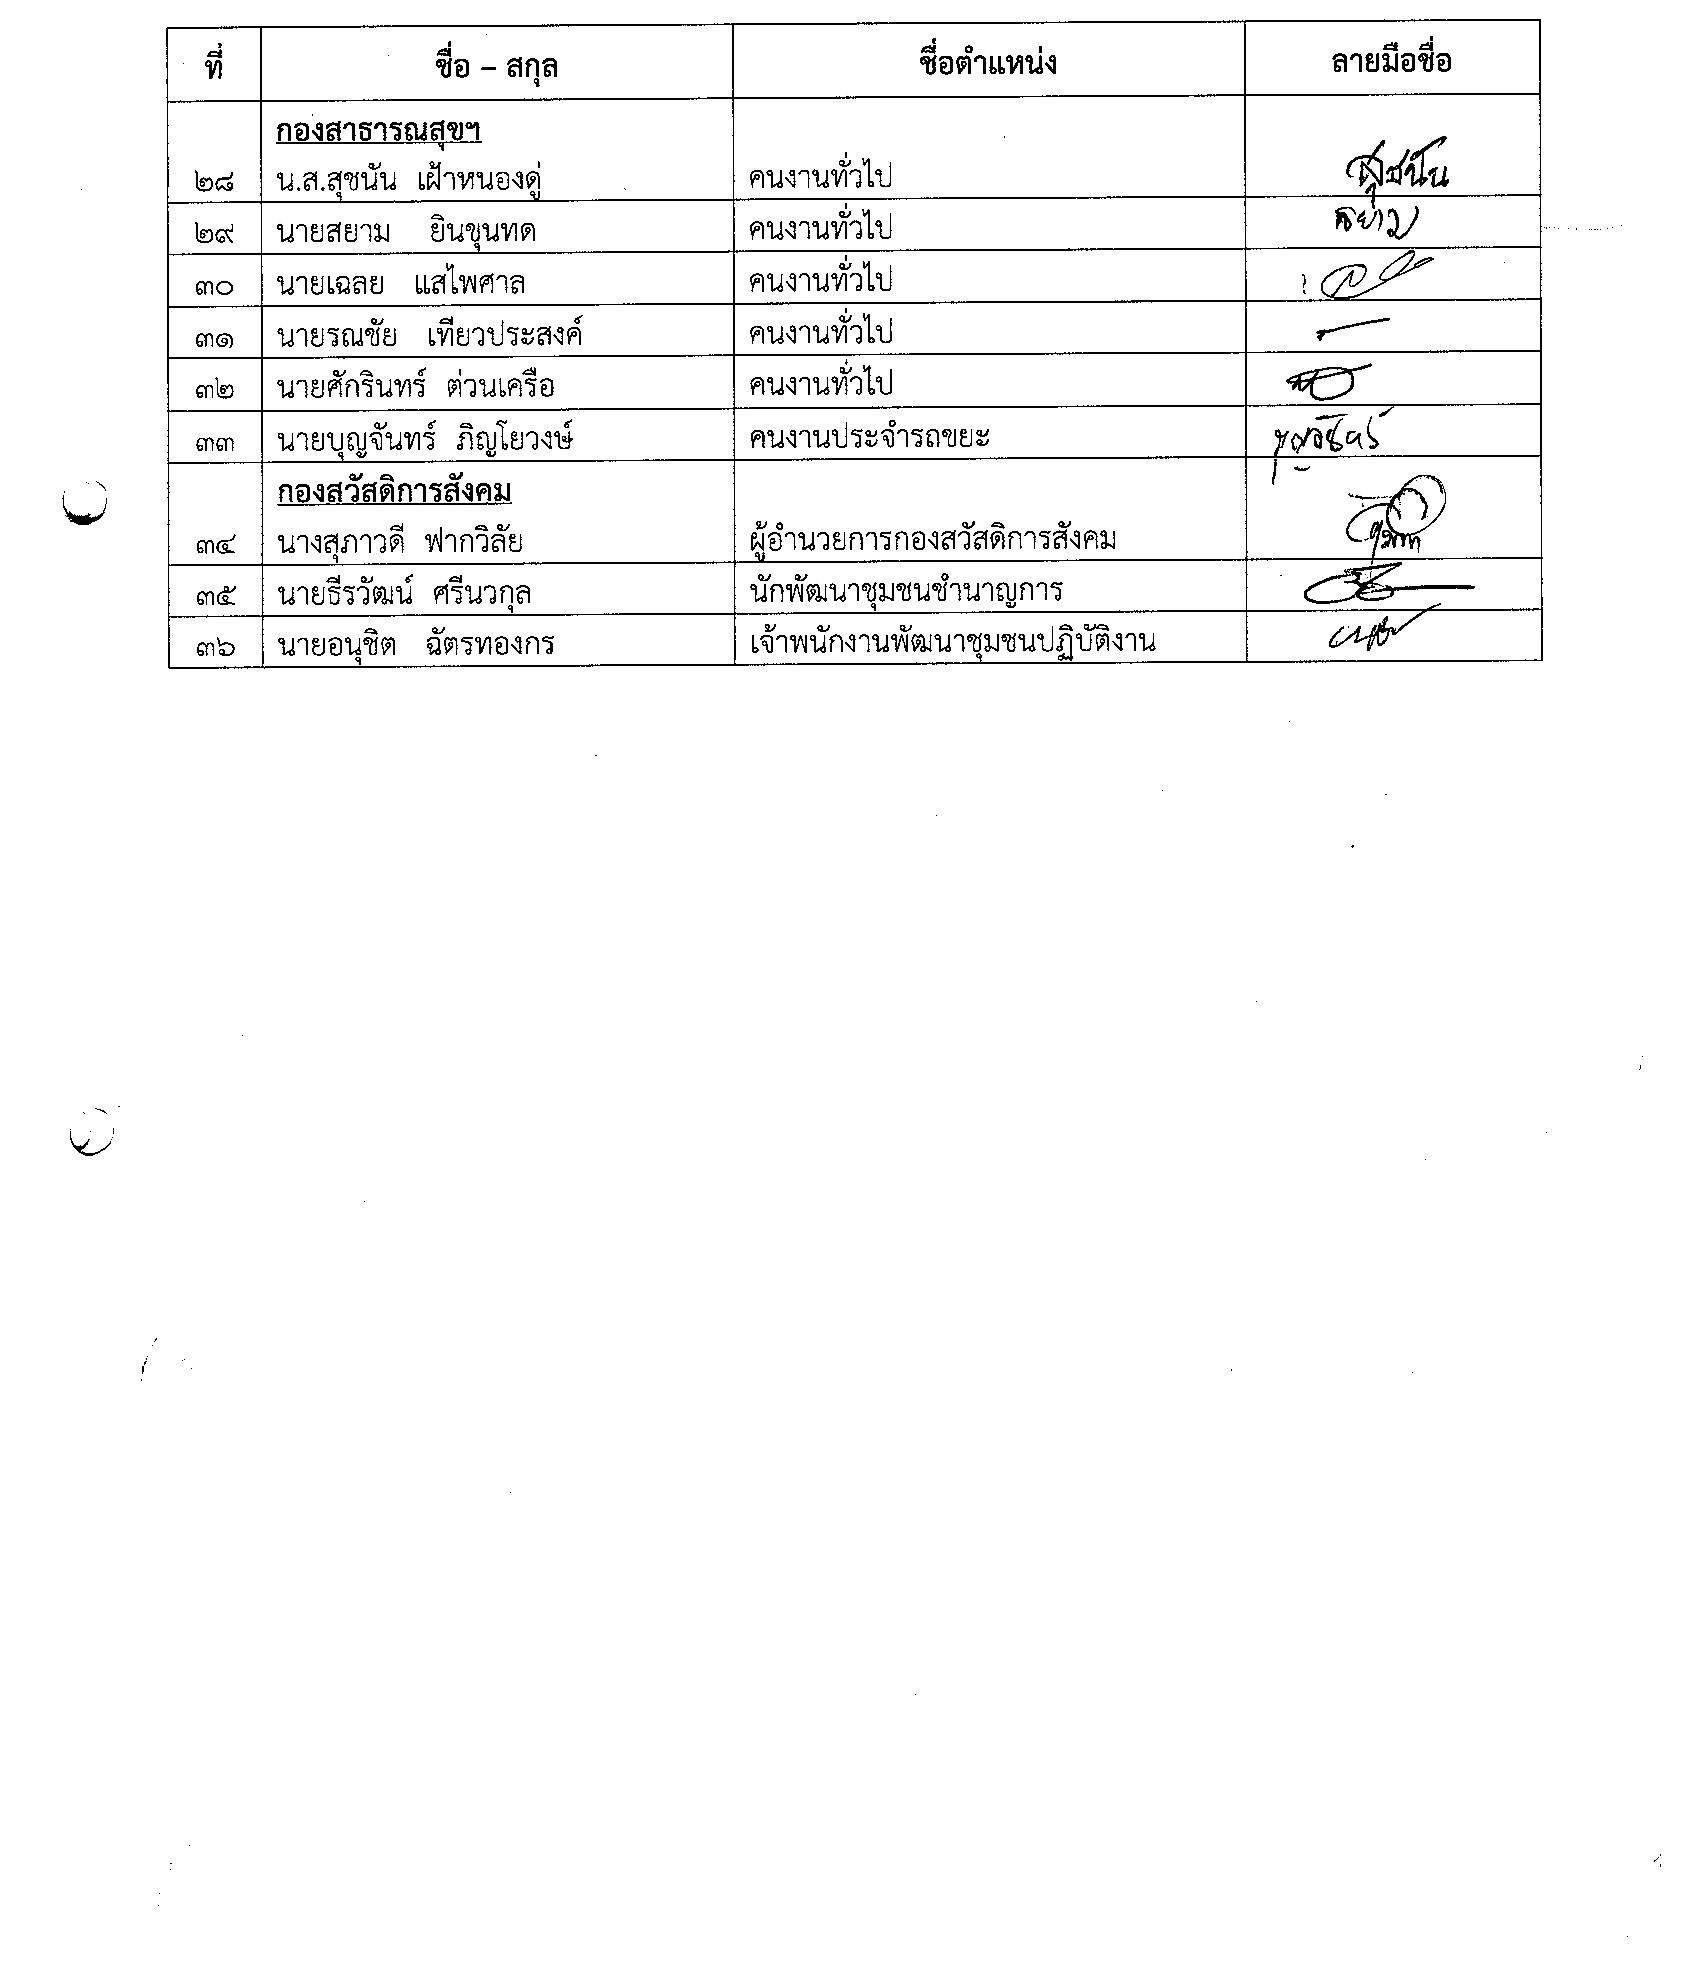 ที่ ชื่อ – สกุล ชื่อตำแหน่ง ลายมือชื่อ
กองสาธารณสุขฯ
๒๘ น.ส.สุชนัน เฝ้าหนองดู่ คนงานทั่วไป สุชนัน
๒๙ นายสยาม ยินขุนทด คนงานทั่วไป สยาม
๓๐ นายเฉลย แสไพศาล คนงานทั่วไป
๓๑ นายรณชัย เทียวประสงค์ คนงานทั่วไป
๓๒ นายศักรินทร์ ต่วนเครือ คนงานทั่วไป
๓๓ นายบุญจันทร์ ภิญโยวงษ์ คนงานประจำรถขยะ
กองสวัสดิการสังคม
๓๔ นางสุภาวดี ฟากวิลัย ผู้อำนวยการกองสวัสดิการสังคม
๓๕ นายธีรวัฒน์ ศรีนวกุล นักพัฒนาชุมชนชำนาญการ
๓๖ นายอนุชิต ฉัตรทองกร เจ้าพนักงานพัฒนาชุมชนปฏิบัติงาน